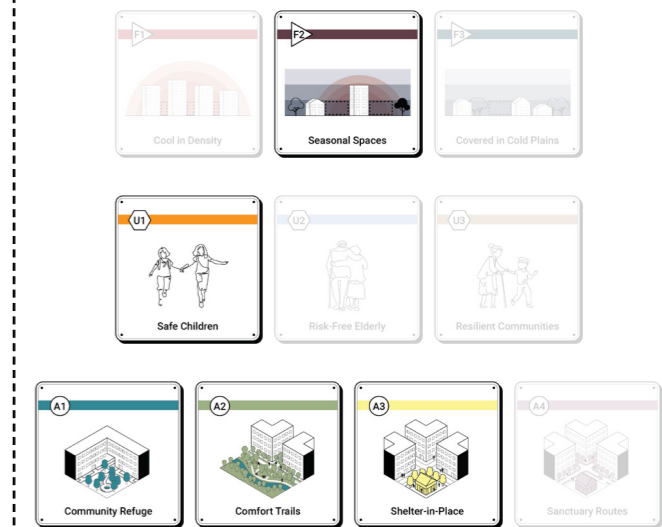 F1
F2
F3
Cool in Density
Seasonal Spaces
Covered in Cold Plains
U1
U2
U3
Safe Children
Risk-Free Elderly
Resilient Communities
A1
A2
A3
A4
Community Refuge
Comfort Trails
Shelter-in-Place
Sanctuary Routes